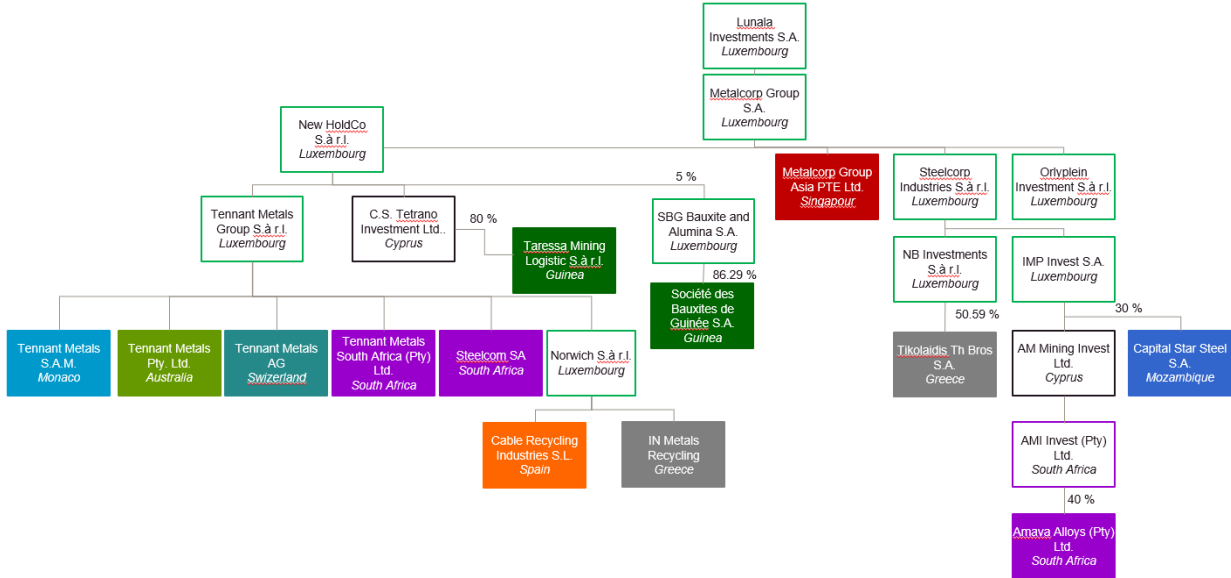 Lunala
Investments S.A.
Luxembourg
Metalcorp Group
S.A.
Luxembourg
New HoldCo
S.à r.l.
Luxembourg
Metalcorp Group
Asia PTE Ltd.
Singapour
Steelcorp
Industries S.à r.l.
Luxembourg
Orlyplein
Investment S.à r.l.
Luxembourg
5 %
Tennant Metals
Group S.à r.l.
Luxembourg
C.S. Tetrano
Investment Ltd..
Cyprus
80 %
Taressa Mining
Logistic S.à r.l.
Guinea
SBG Bauxite and
Alumina S.A.
Luxembourg
86.29 %
Société des
Bauxites de
Guinée S.A.
Guinea
NB Investments
S.à r.l.
Luxembourg
IMP Invest S.A.
Luxembourg
50.59 %
30 %
Tennant Metals
S.A.M.
Monaco
Tennant Metals
Pty. Ltd.
Australia
Tennant Metals
AG
Swizerland
Tennant Metals
South Africa (Pty)
Ltd.
South Africa
Steelcom SA
South Africa
Norwich S.à r.l.
Luxembourg
Tikolaidis Th Bros
S.A.
Greece
AM Mining Invest
Ltd.
Cyprus
Capital Star Steel
S.A.
Mozambique
Cable Recycling
Industries S.L.
Spain
IN Metals
Recycling
Greece
AMI Invest (Pty)
Ltd.
South Africa
40 %
Amava Alloys (Pty)
Ltd.
South Africa